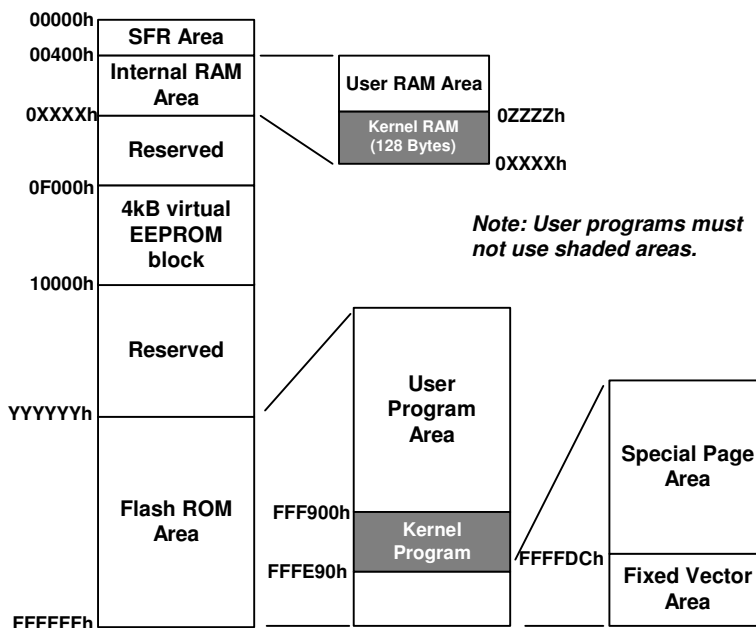 00000h
SFR Area
00400h
Internal RAM
Area
0XXXXh
Reserved
0F000h
4kB virtual
EEPROM
block
10000h
Reserved
YYYYYYh
Flash ROM
Area
FFFFFFh
User RAM Area
Kernel RAM
(128 Bytes)
0ZZZZh
0XXXXh
Note: User programs must
not use shaded areas.
User
Program
Area
FFF900h
Kernel
Program
FFFE90h
Special Page
Area
FFFFDCh
Fixed Vector
Area